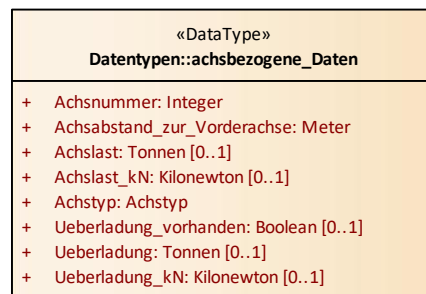 «DataType»
Datentypen::achsbezogene_Daten
+ Achsnummer: Integer
+ Achsabstand_zur_Vorderachse: Meter
+ Achslast: Tonnen [0..1]
+ Achslast_kN: Kilonewton [0..1]
+ Achstyp: Achstyp
+ Ueberladung_vorhanden: Boolean [0..1]
+ Ueberladung: Tonnen [0..1]
+ Ueberladung_kN: Kilonewton [0..1]